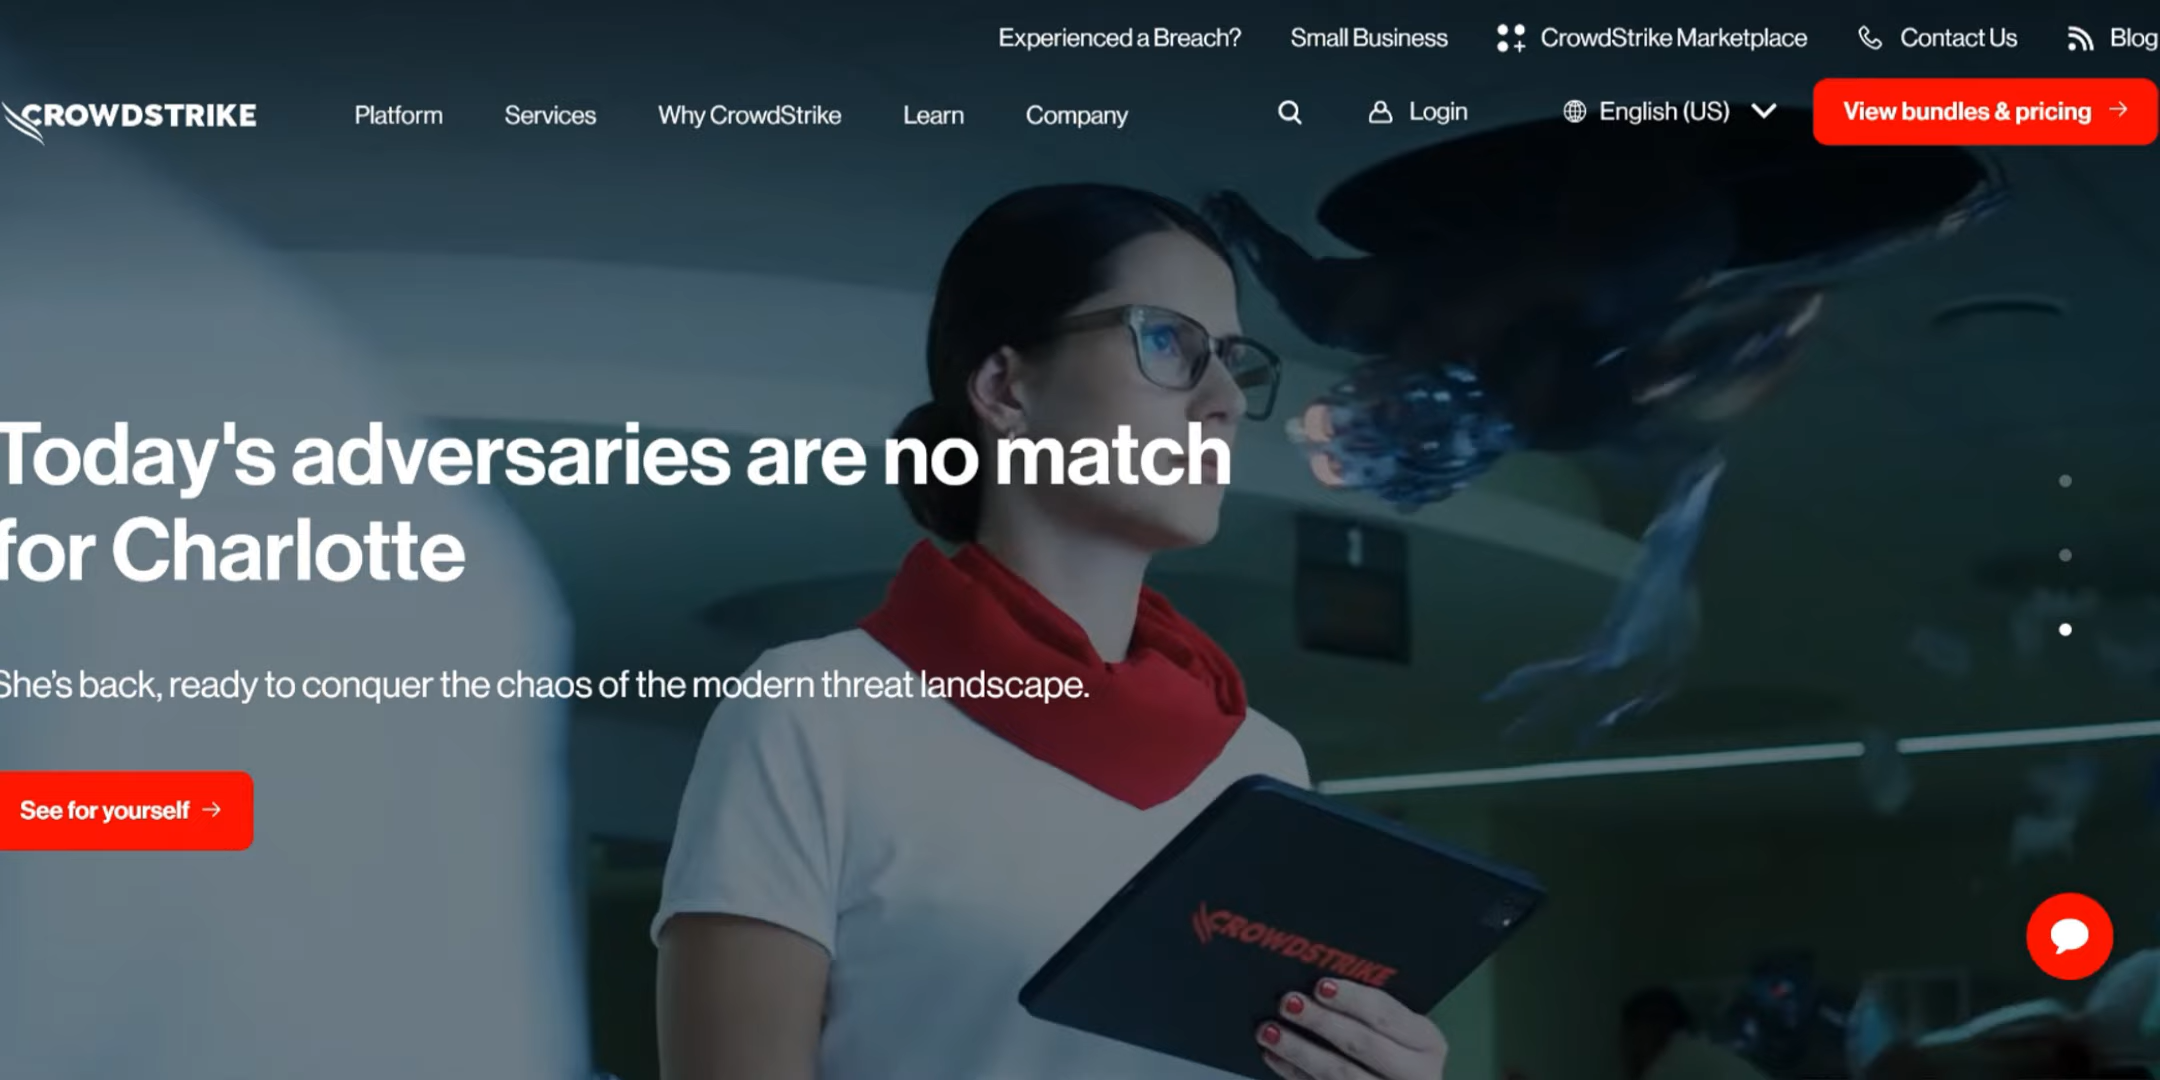 Experienced a Breach? Small Business CrowdStrike Marketplace Contact Us Blog
CROWDSTRIKE Platform Services Why CrowdStrike Learn Company Login English (US) View bundles & pricing →
Today's adversaries are no match
for Charlotte
She's back, ready to conquer the chaos of the modern threat landscape.
See for yourself →
CROWDSTRIKE
1